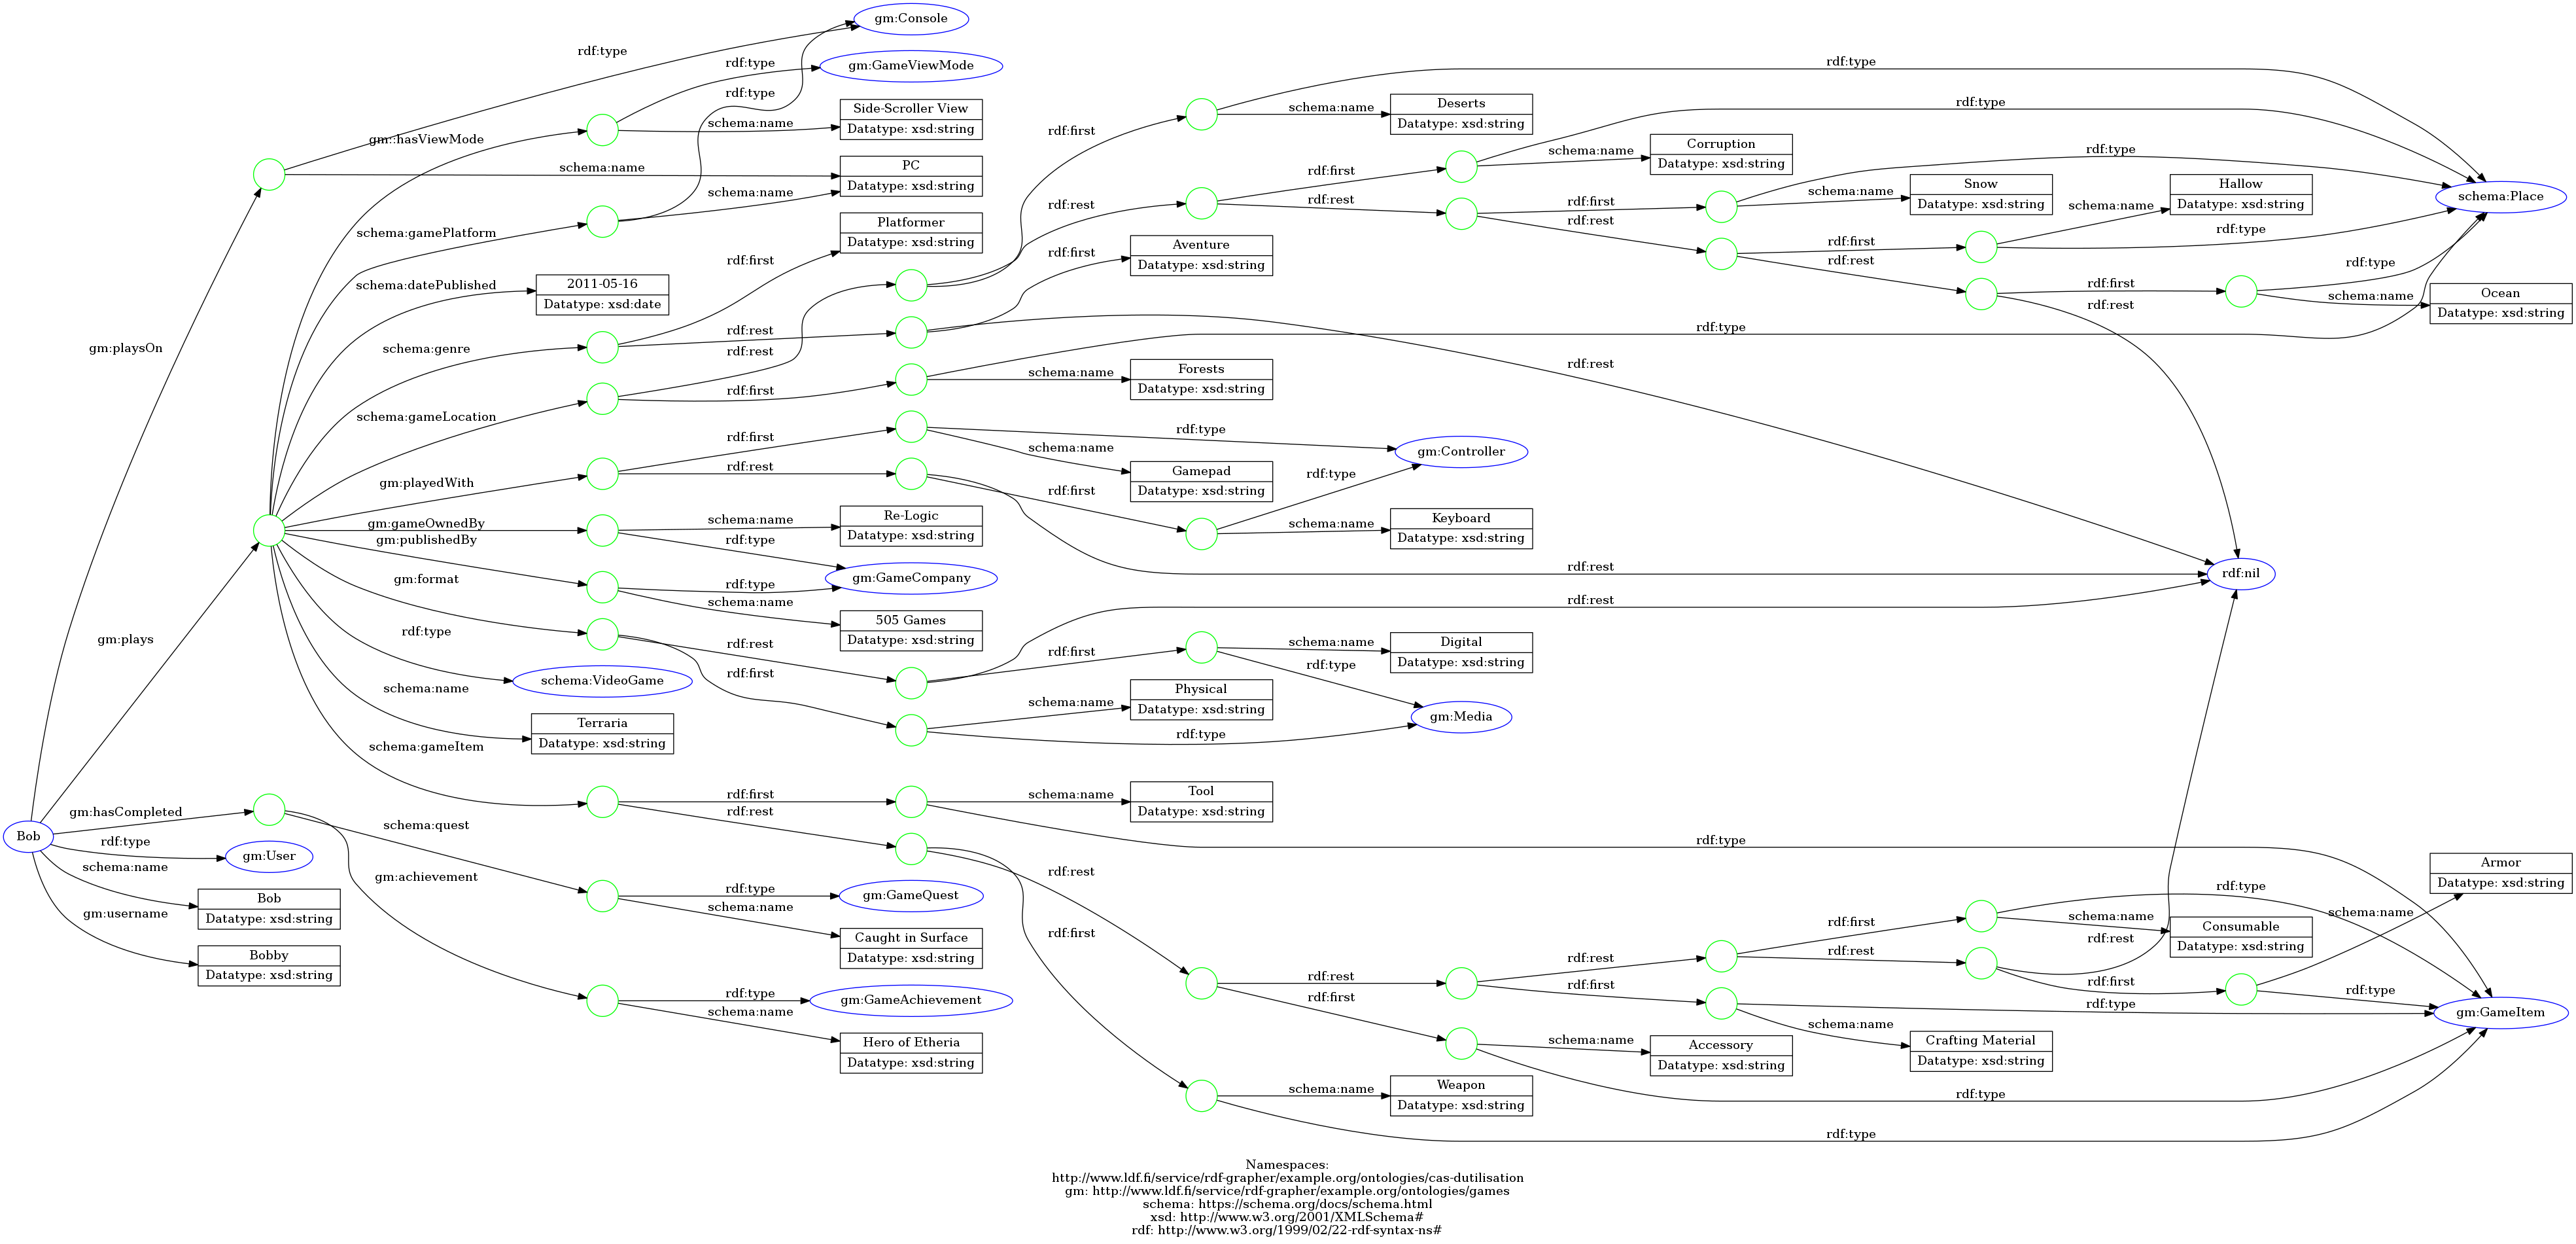 gm:Console
rdf:type
rdf:type
gm:GameViewMode
rdf:type
rdf:type
rdf:type
schema:name
Deserts
Datatype: xsd:string
rdf:type
Side-Scroller View
Datatype: xsd:string
schema:name
rdf:first
gm::hasViewMode
Corruption
Datatype: xsd:string
schema:name
rdf:type
PC
Datatype: xsd:string
schema:name
rdf:first
Snow
Datatype: xsd:string
schema:name
Hallow
Datatype: xsd:string
schema:name
schema:Place
schema:name
rdf:rest
rdf:rest
rdf:first
rdf:rest
Platformer
Datatype: xsd:string
schema:gamePlatform
rdf:type
Aventure
Datatype: xsd:string
rdf:first
rdf:first
rdf:first
rdf:rest
rdf:type
schema:datePublished
2011-05-16
Datatype: xsd:date
rdf:first
schema:name
rdf:rest
Ocean
Datatype: xsd:string
rdf:rest
rdf:type
gm:playsOn
schema:genre
rdf:rest
rdf:rest
Forests
Datatype: xsd:string
schema:name
rdf:first
schema:gameLocation
rdf:type
rdf:first
schema:name
gm:Controller
Gamepad
Datatype: xsd:string
rdf:rest
rdf:type
gm:playedWith
rdf:first
Keyboard
Datatype: xsd:string
schema:name
Re-Logic
Datatype: xsd:string
schema:name
gm:gameOwnedBy
gm:publishedBy
rdf:type
rdf:rest
rdf:nil
gm:GameCompany
gm:format
rdf:type
schema:name
rdf:rest
505 Games
Datatype: xsd:string
rdf:type
gm:plays
rdf:rest
Digital
Datatype: xsd:string
schema:name
rdf:first
rdf:type
rdf:first
schema:VideoGame
schema:name
Physical
Datatype: xsd:string
schema:name
gm:Media
Terraria
Datatype: xsd:string
rdf:type
schema:gameItem
rdf:first
Tool
Datatype: xsd:string
schema:name
gm:hasCompleted
rdf:rest
schema:quest
Bob
rdf:type
rdf:type
gm:User
schema:name
Armor
Datatype: xsd:string
gm:achievement
rdf:rest
rdf:type
gm:GameQuest
rdf:type
Bob
Datatype: xsd:string
schema:name
gm:username
schema:name
schema:name
rdf:first
Consumable
Datatype: xsd:string
rdf:first
Caught in Surface
Datatype: xsd:string
rdf:rest
Bobby
Datatype: xsd:string
rdf:rest
rdf:rest
rdf:rest
rdf:first
rdf:first
rdf:type
rdf:type
gm:GameAchievement
rdf:first
rdf:type
schema:name
gm:GameItem
schema:name
Hero of Etheria
Datatype: xsd:string
schema:name
Accessory
Datatype: xsd:string
Crafting Material
Datatype: xsd:string
Weapon
Datatype: xsd:string
schema:name
rdf:type
rdf:type
Namespaces:
http://www.ldf.fi/service/rdf-grapher/example.org/ontologies/cas-dutilisation
gm: http://www.ldf.fi/service/rdf-grapher/example.org/ontologies/games
schema: https://schema.org/docs/schema.html
xsd: http://www.w3.org/2001/XMLSchema#
rdf: http://www.w3.org/1999/02/22-rdf-syntax-ns#